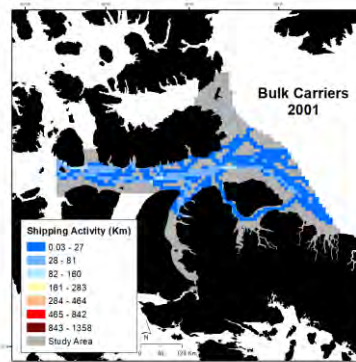 Bulk Carriers
2001
Shipping Activity (Km)
0.03 - 27
28 - 81
82 - 160
161 - 283
284 - 464
465 - 842
843 - 1358
Study Area
N